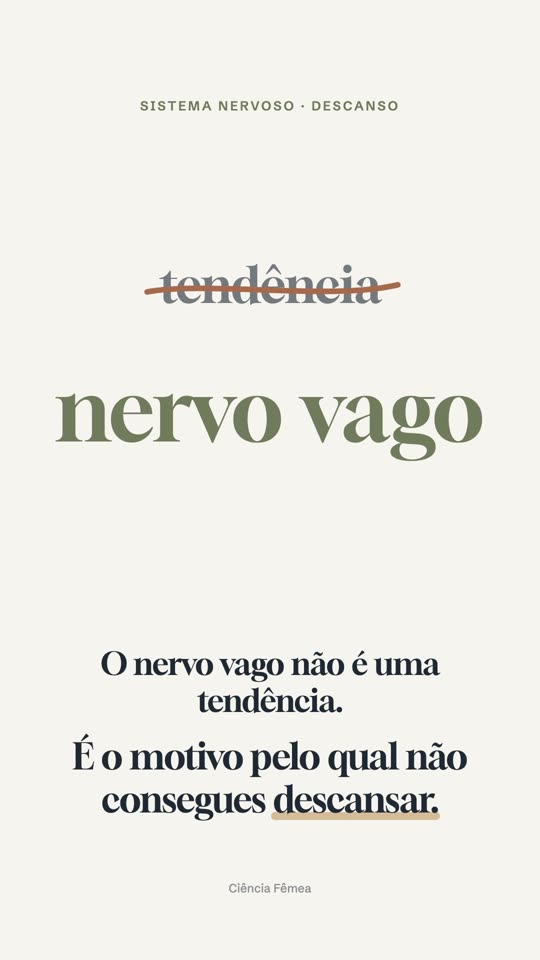 SISTEMA NERVOSO · DESCANSO
tendência
nervo vago
O nervo vago não é uma
tendência.
É o motivo pelo qual não
consegues descansar.
Ciência Fêmea